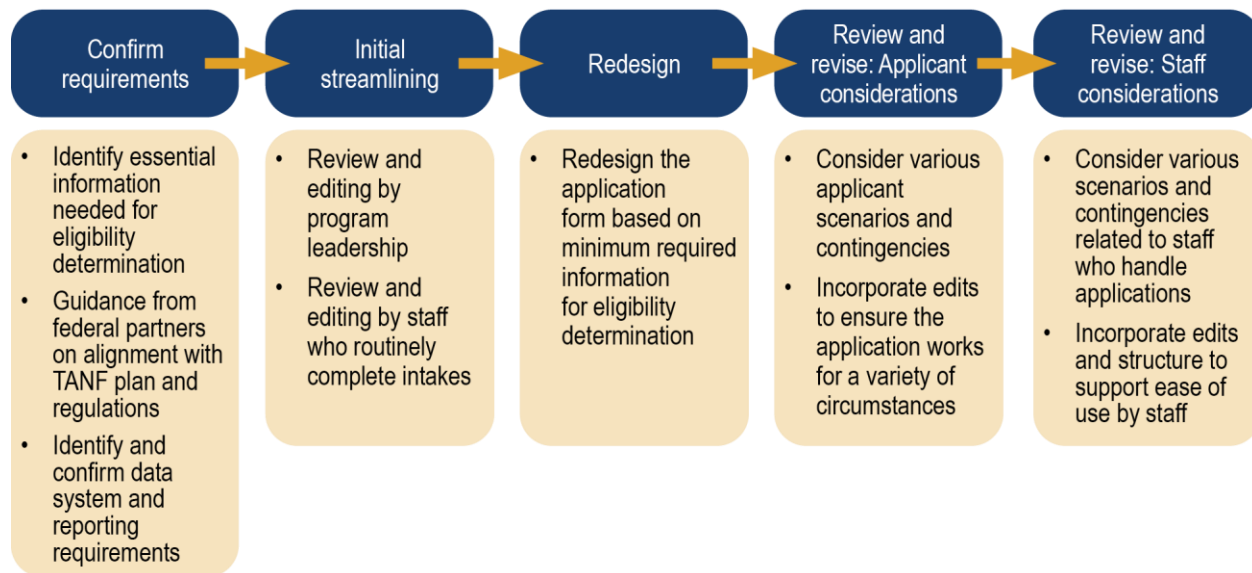 Confirm
requirements
Initial
streamlining
Redesign
Review and
revise: Applicant
considerations
Review and
revise: Staff
considerations
• Identify essential
information
needed for
eligibility
determination
• Guidance from
federal partners
on alignment with
TANF plan and
regulations
• Identify and
confirm data
system and
reporting
requirements
• Review and
editing by
program
leadership
• Review and
editing by staff
who routinely
complete intakes
• Redesign the
application
form based on
minimum required
information
for eligibility
determination
• Consider various
applicant
scenarios and
contingencies
• Incorporate edits
to ensure the
application works
for a variety of
circumstances
• Consider various
scenarios and
contingencies
related to staff
who handle
applications
• Incorporate edits
and structure to
support ease of
use by staff